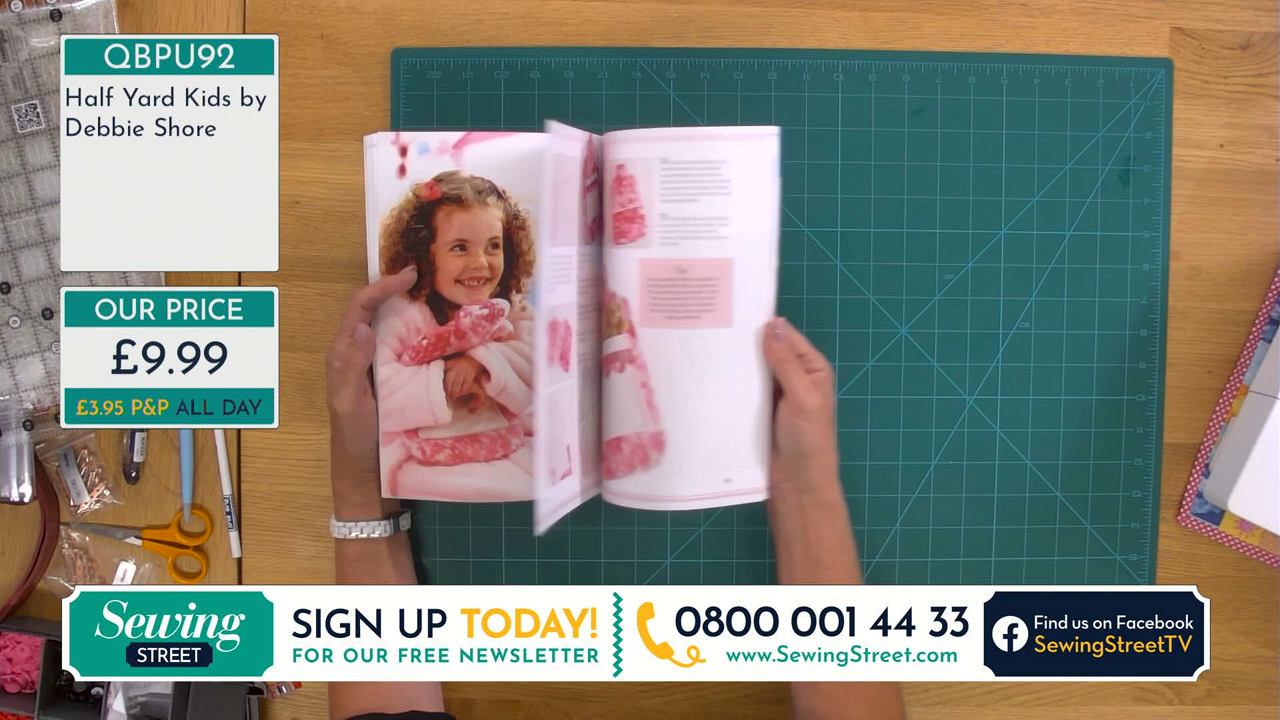 QBPU92
Half Yard Kids by
Debbie Shore
OUR PRICE
£9.99
£3.95 P&P ALL DAY
Sewing
STREET
SIGN UP TODAY!
FOR OUR FREE NEWSLETTER
0800 001 44 33
www.SewingStreet.com
Find us on Facebook
SewingStreetTV